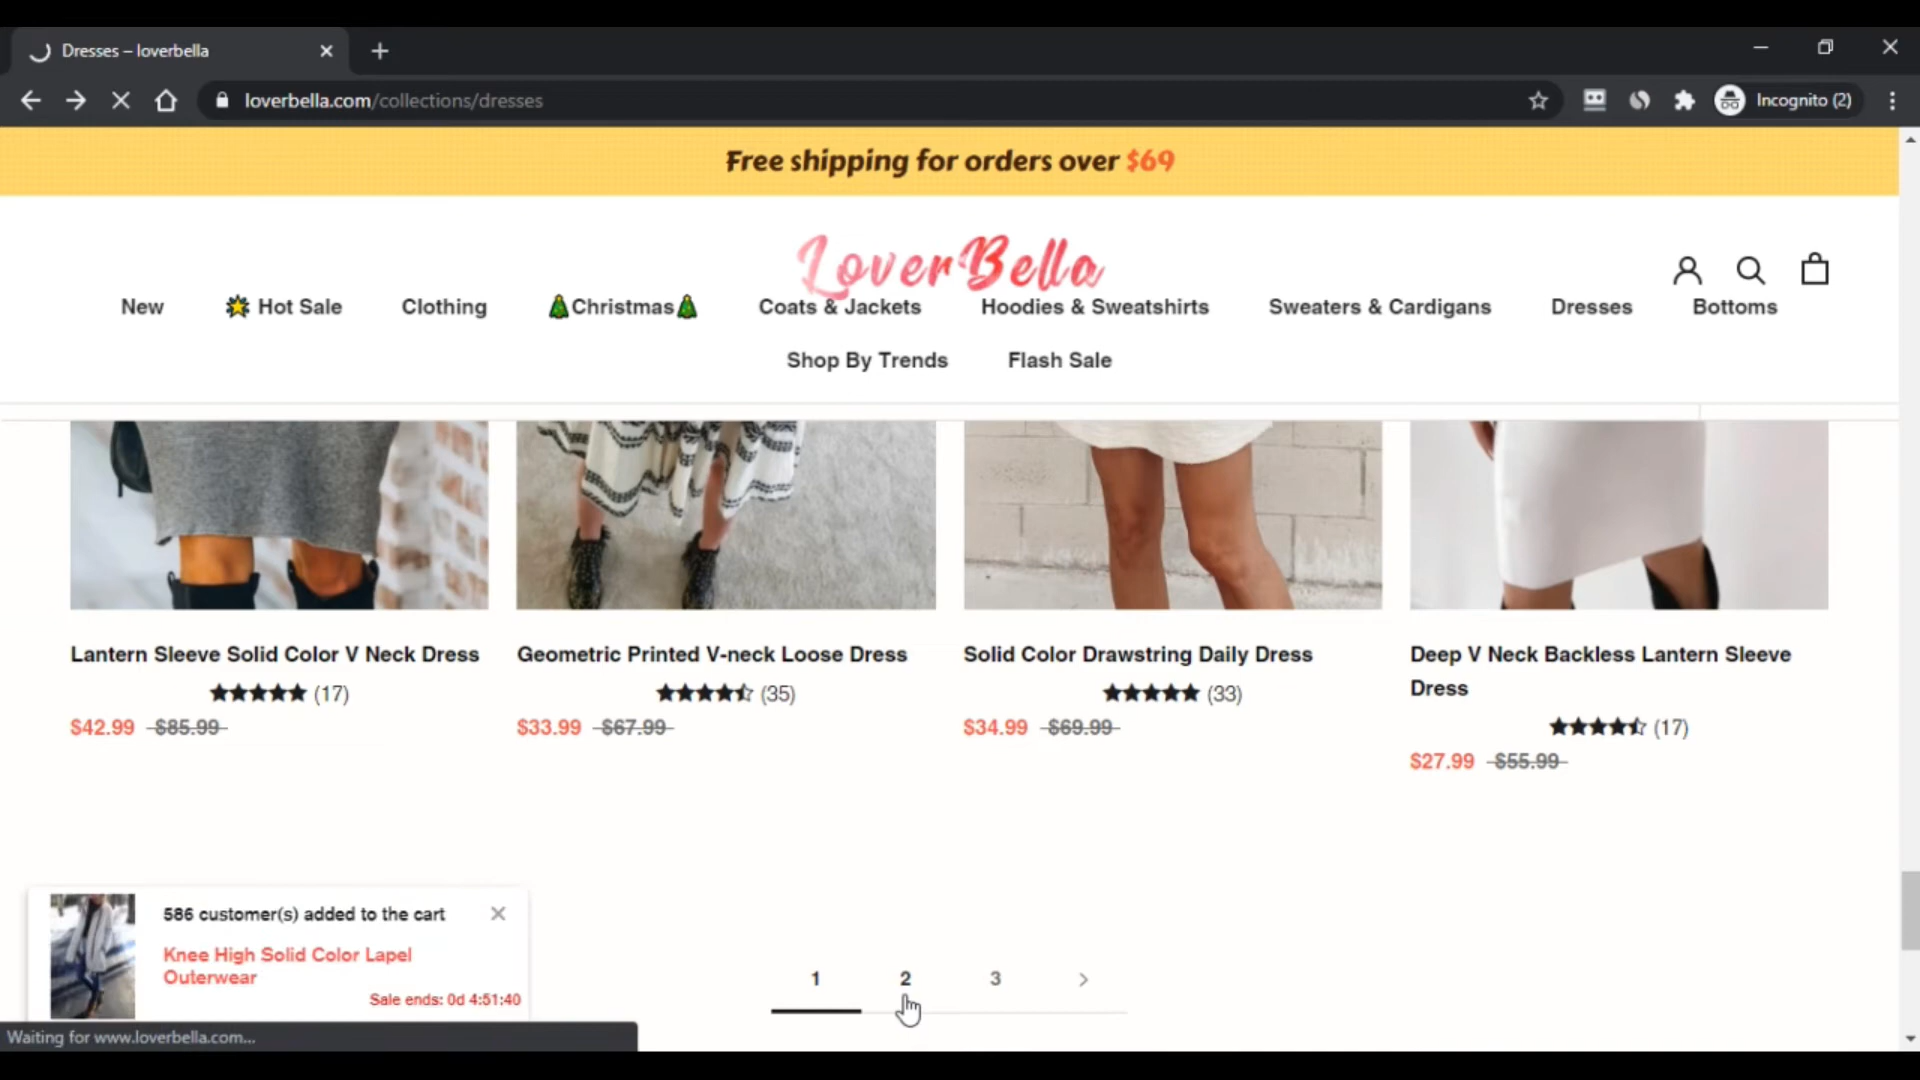 Dresses – loverbella
loverbella.com/collections/dresses
Incognito (2)
Free shipping for orders over $69
LoverBella
New 🌟 Hot Sale Clothing 🎄Christmas🎄 Coats & Jackets Hoodies & Sweatshirts Sweaters & Cardigans Dresses Bottoms
Shop By Trends Flash Sale
Lantern Sleeve Solid Color V Neck Dress
★★★★★ (17)
$42.99 $85.99
Geometric Printed V-neck Loose Dress
(35)
$33.99 $67.99
Solid Color Drawstring Daily Dress
★★★★★ (33)
$34.99 $69.99
Deep V Neck Backless Lantern Sleeve
Dress
(17)
$27.99 $55.99
586 customer(s) added to the cart
Knee High Solid Color Lapel
Outerwear
Sale ends: 0d 4:51:40
1 2 3 >
Waiting for www.loverbella.com...